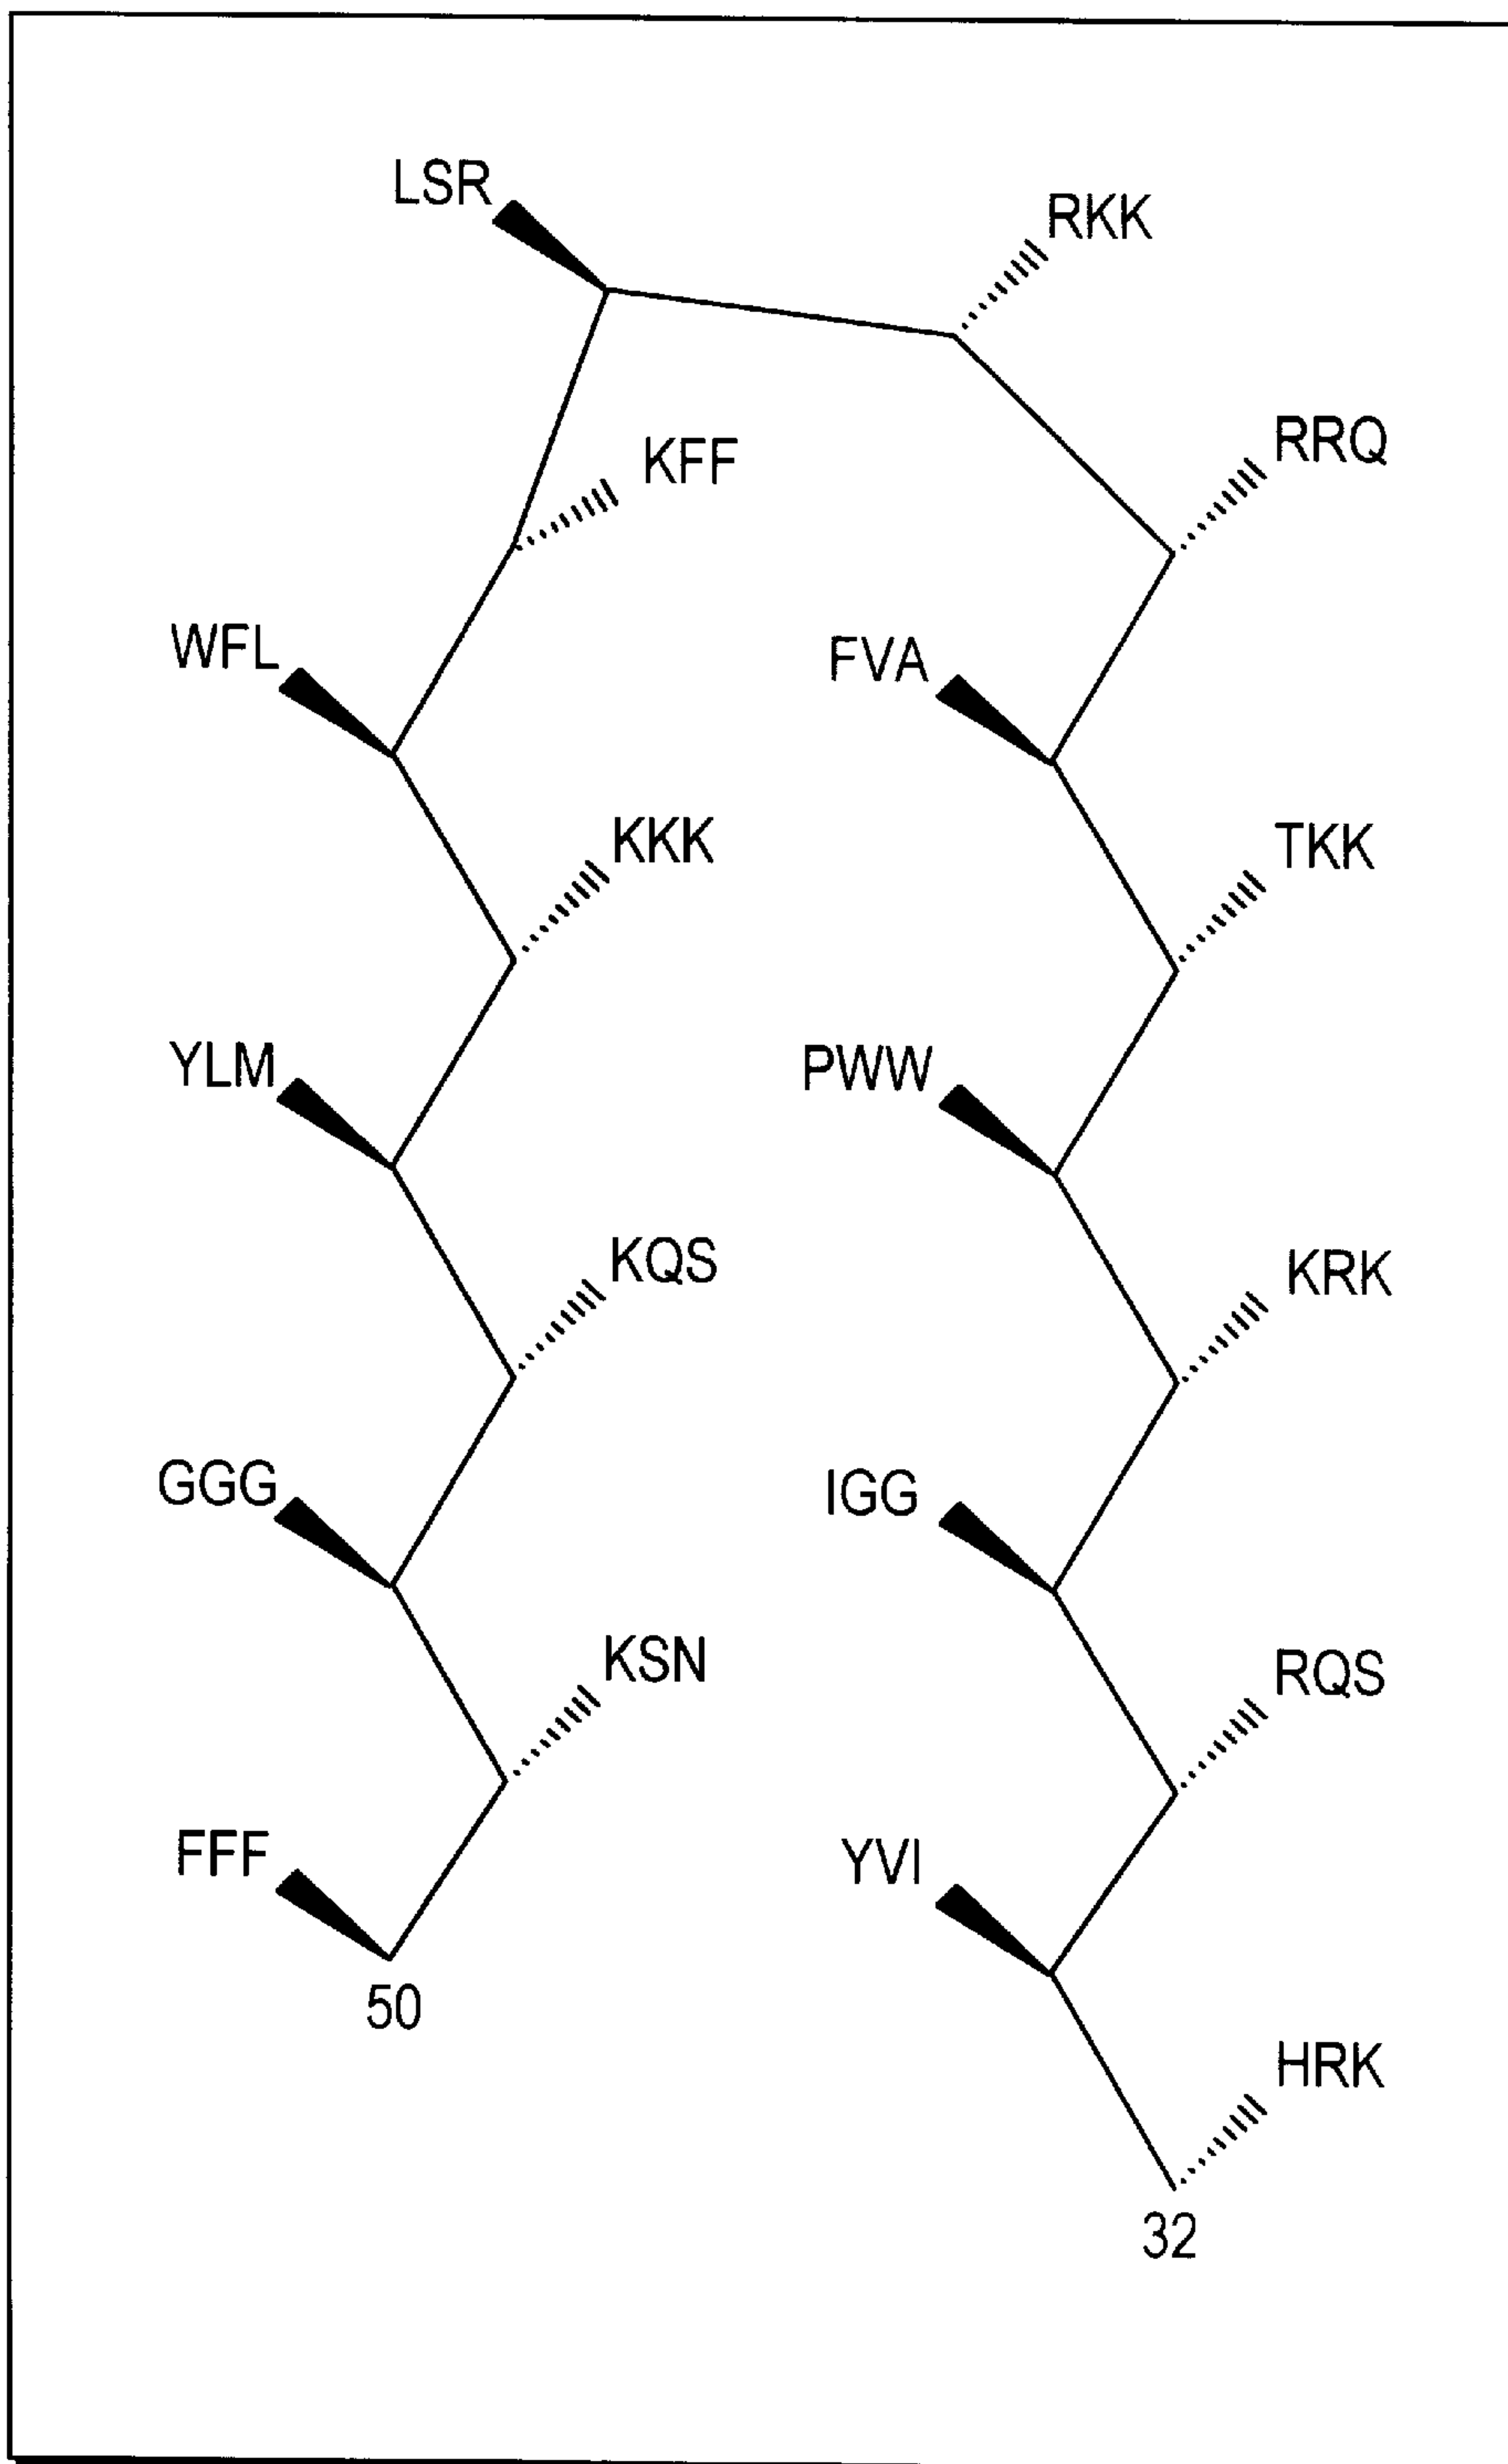 LSR
RKK
RRQ
KFF
WFL
FVA
KKK
TKK
YLM
PWW
KQS
KRK
GGG
IGG
KSN
RQS
FFF
YVI
50
HRK
32